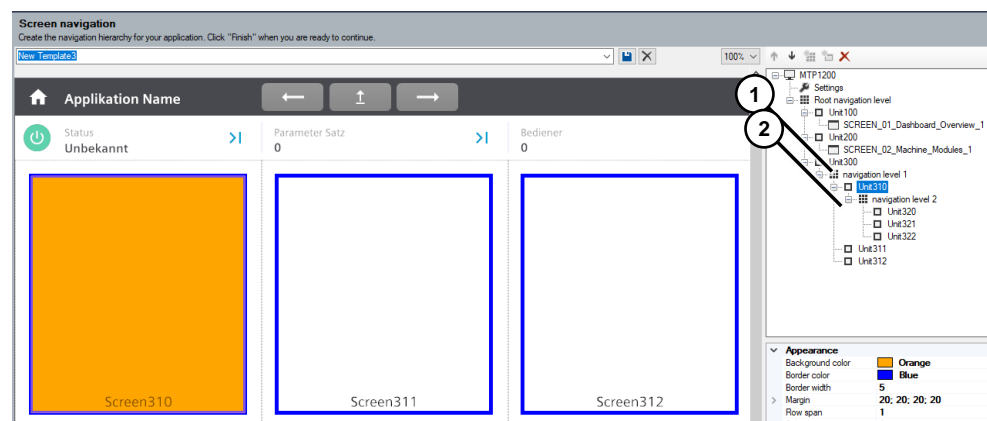 Screen navigation
Create the navigation hierarchy for your application. Click "Finish" when you are ready to continue.
New Template3
100%
MTP1200
Settings
Root navigation level
Unit100
SCREEN_01_Dashboard_Overview_1
Unit200
SCREEN_02_Machine_Modules_1
Unit300
navigation level 1
Unit310
navigation level 2
Unit320
Unit321
Unit322
Unit311
Unit312
1
2
Applikation Name
Status
Unbekannt
Parameter Satz
0
Bediener
0
Screen310
Screen311
Screen312
Appearance
Background color Orange
Border color Blue
Border width 5
Margin 20; 20; 20; 20
Row span 1